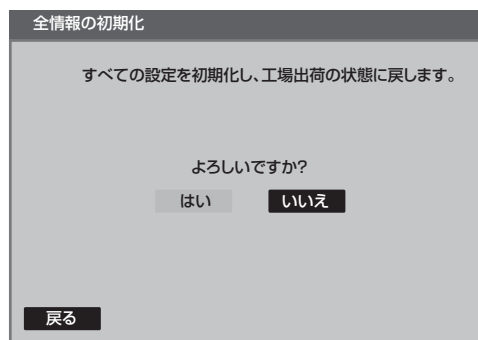 全情報の初期化
すべての設定を初期化し、工場出荷の状態に戻します。
よろしいですか?
はい いいえ
戻る